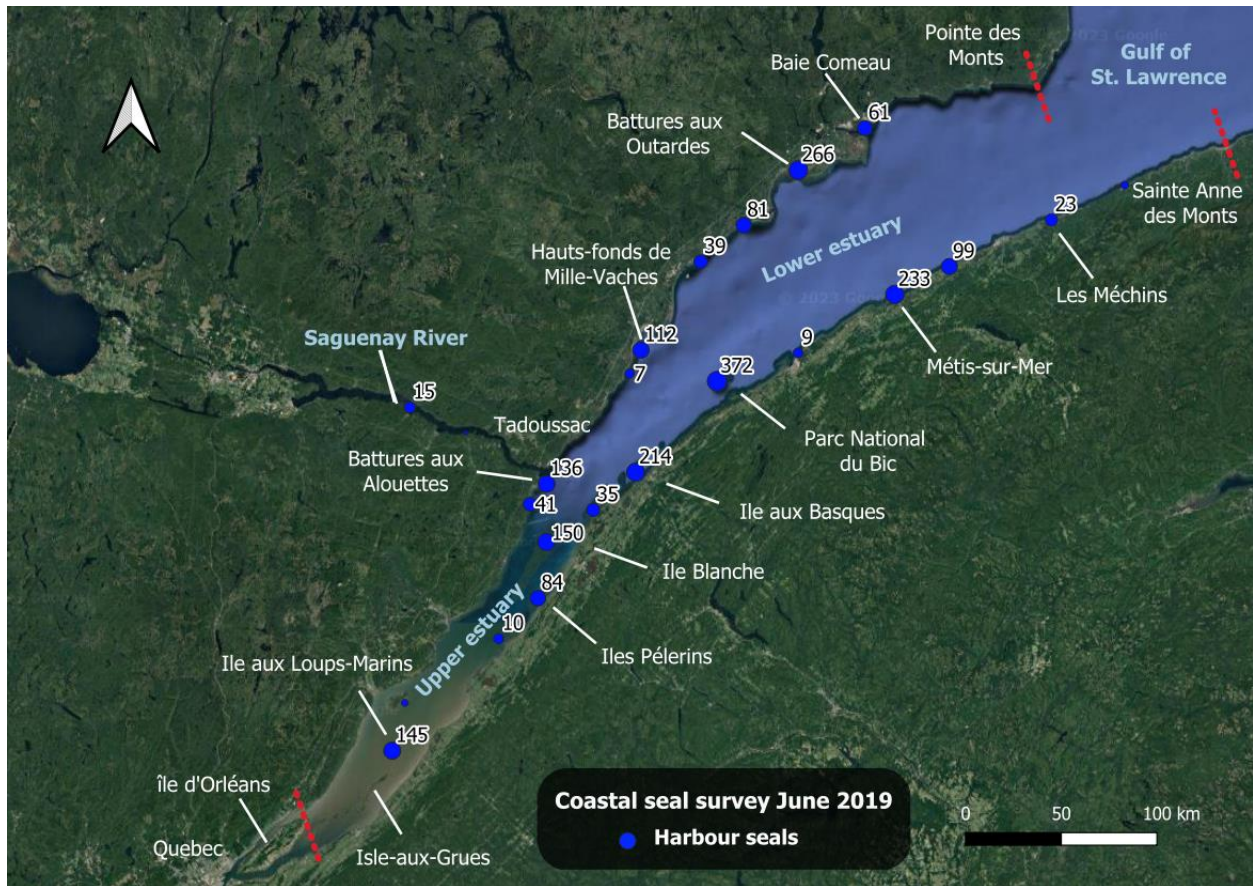 Pointe des
Monts
Gulf of
St. Lawrence
Baie Comeau
61
Battures aux
Outardes
266
Sainte Anne
des Monts
81
23
Hauts-fonds de
Mille-Vaches
39
Lower estuary
99
233
Les Méchins
© 2023 Google
112
9
Métis-sur-Mer
Saguenay River
7
372
15
Parc National
du Bic
Tadoussac
Battures aux
Alouettes
136
214
41
35
Ile aux Basques
150
Ile Blanche
84
10
Iles Pélerins
Upper estuary
Ile aux Loups-Marins
145
île d'Orléans
Quebec
Isle-aux-Grues
Coastal seal survey June 2019
Harbour seals
0 50 100 km